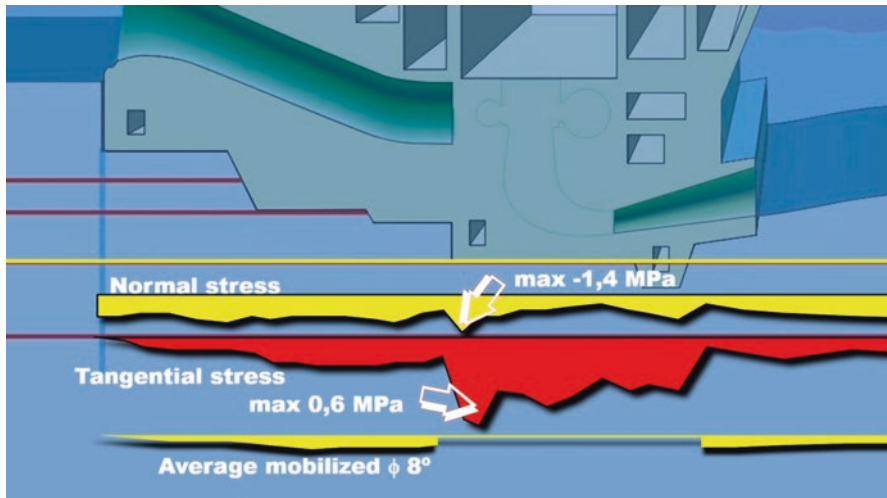 Normal stress
max -1,4 MPa
Tangential stress
max 0,6 MPa
Average mobilized ϕ 8º